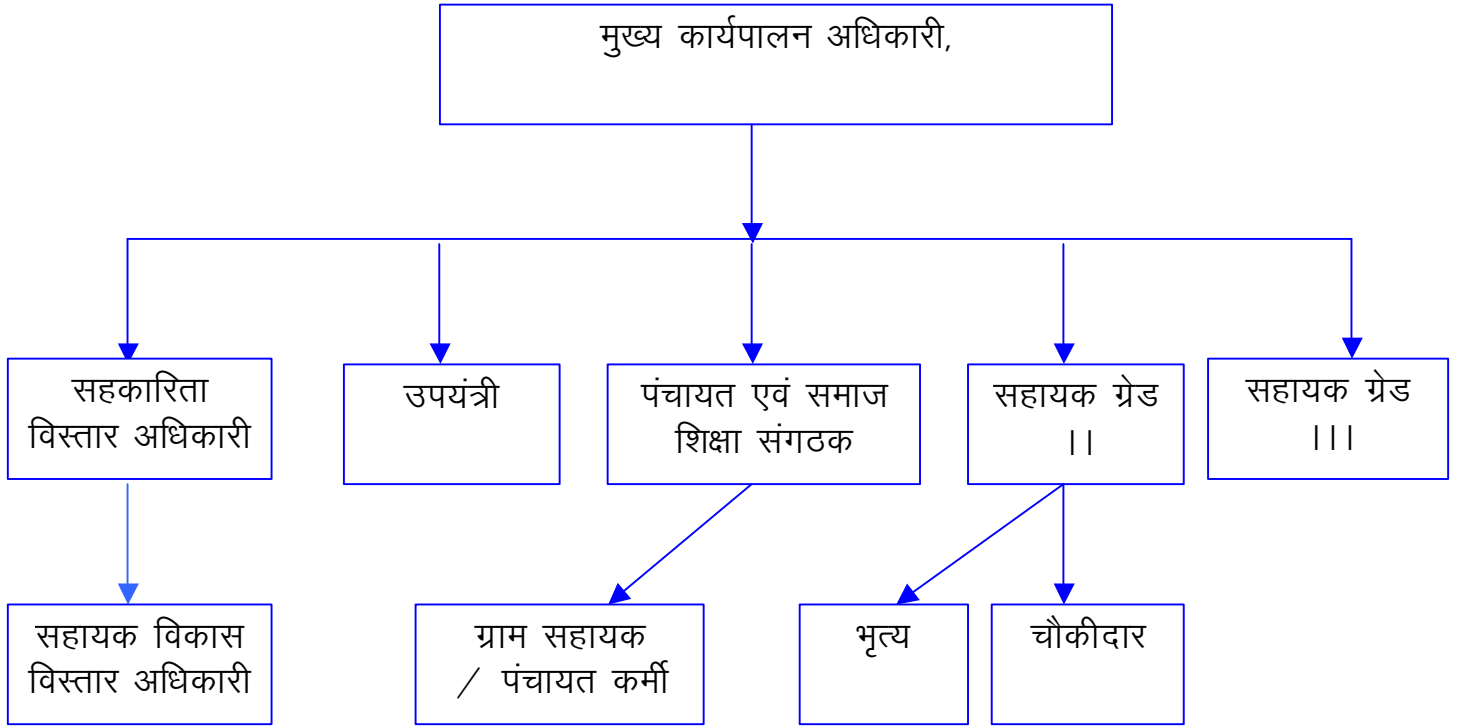 मुख्य कार्यपालन अधिकारी,
सहकारिता
विस्तार अधिकारी
उपयंत्री
पंचायत एवं समाज
शिक्षा संगठक
सहायक ग्रेड
।।
सहायक ग्रेड
।।।
सहायक विकास
विस्तार अधिकारी
ग्राम सहायक
/ पंचायत कर्मी
भृत्य
चौकीदार